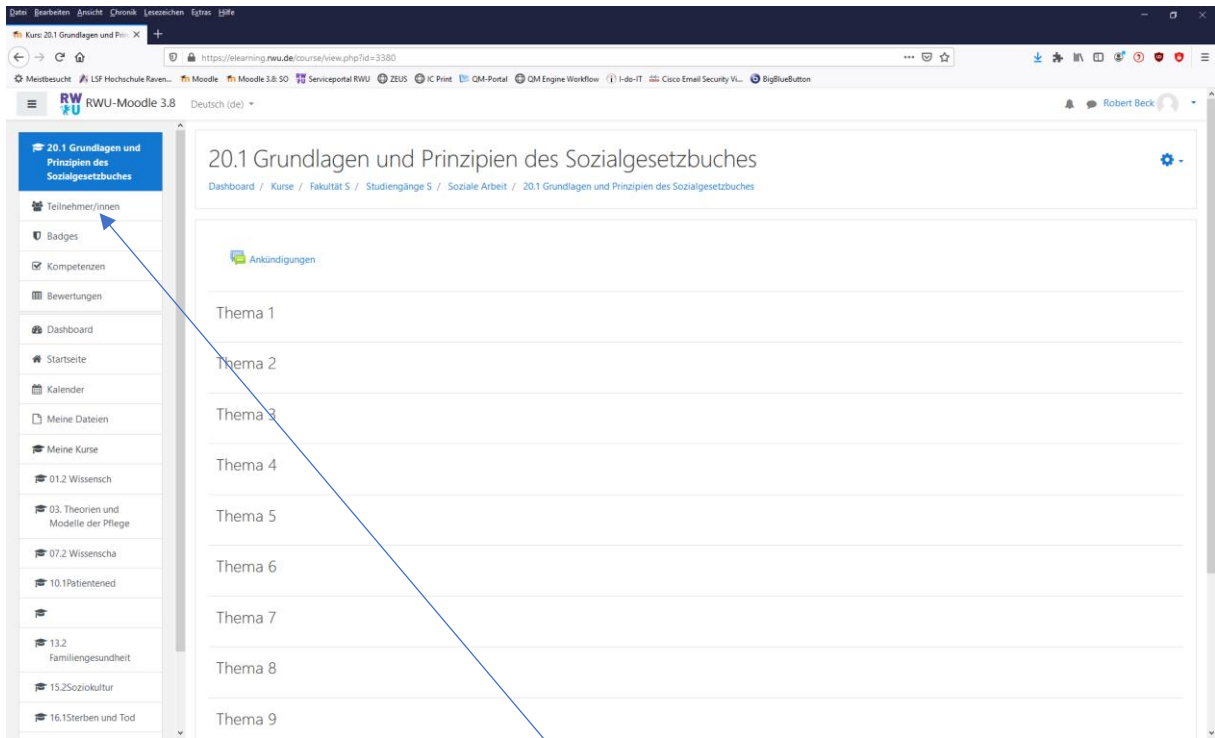 Datei Bearbeiten Ansicht Chronik Lesezeichen Extras Hilfe
Kurs: 20.1 Grundlagen und Prin
https://elearning.rwu.de/course/view.php?id=3380
Meistbesucht LSF Hochschule Raven... Moodle Moodle 3.8: SO Serviceportal RWU ZEUS IC Print QM-Portal QM Engine Workflow I-do-IT Cisco Email Security Vi... BigBlueButton
RWU RWU-Moodle 3.8 Deutsch (de) Robert Beck
20.1 Grundlagen und
Prinzipien des
Sozialgesetzbuches
Teilnehmer/innen
Badges
Kompetenzen
Bewertungen
Dashboard
Startseite
Kalender
Meine Dateien
Meine Kurse
01.2 Wissensch
03. Theorien und
Modelle der Pflege
07.2 Wissenscha
10.1Patientened
13.2
Familiengesundheit
15.2Soziokultur
16.1Sterben und Tod
20.1 Grundlagen und Prinzipien des Sozialgesetzbuches
Dashboard / Kurse / Fakultät S / Studiengänge S / Soziale Arbeit / 20.1 Grundlagen und Prinzipien des Sozialgesetzbuches
Ankündigungen
Thema 1
Thema 2
Thema 3
Thema 4
Thema 5
Thema 6
Thema 7
Thema 8
Thema 9